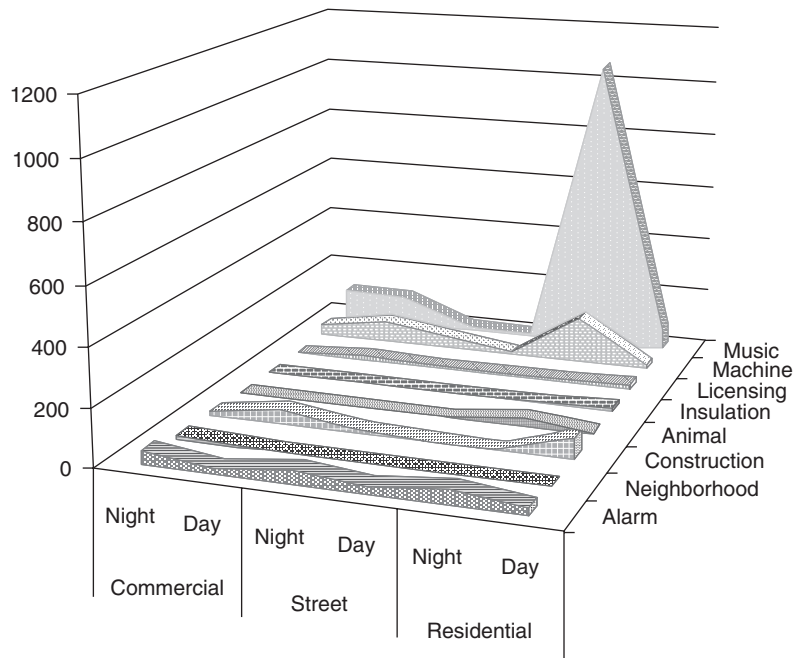 1200
1000
800
600
400
200
0
Music
Machine
Licensing
Insulation
Animal
Construction
Neighborhood
Alarm
Night Day Night Day Night Day
Commercial Street Residential